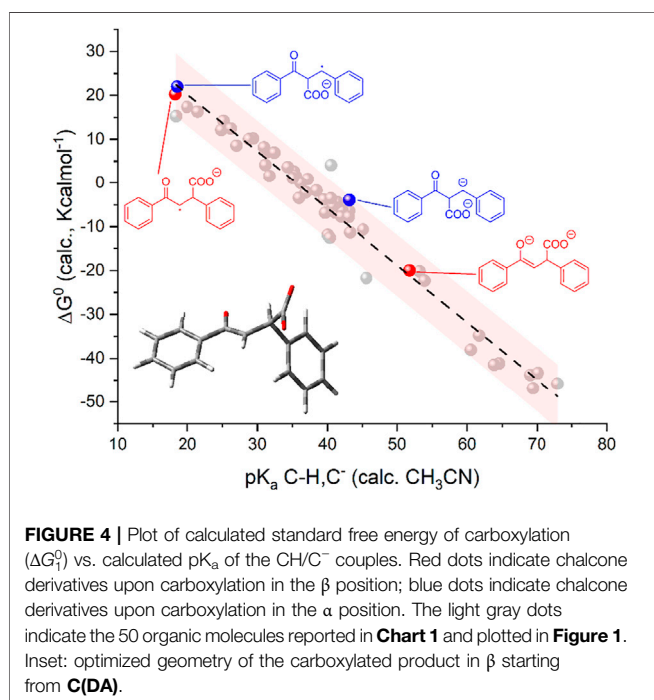 30
20
10
0
-10
-20
-30
-40
-50
ΔG⁰ (calc., Kcalmol⁻¹)
O
•
COO⊖
O
COO⊖
•
O
⊖
COO⊖
O⊖
COO⊖
10 20 30 40 50 60 70 80
pKₐ C-H,C⁻ (calc. CH₃CN)
FIGURE 4 | Plot of calculated standard free energy of carboxylation
(ΔG₁⁰) vs. calculated pKₐ of the CH/C⁻ couples. Red dots indicate chalcone
derivatives upon carboxylation in the β position; blue dots indicate chalcone
derivatives upon carboxylation in the α position. The light gray dots
indicate the 50 organic molecules reported in Chart 1 and plotted in Figure 1.
Inset: optimized geometry of the carboxylated product in β starting
from C(DA).